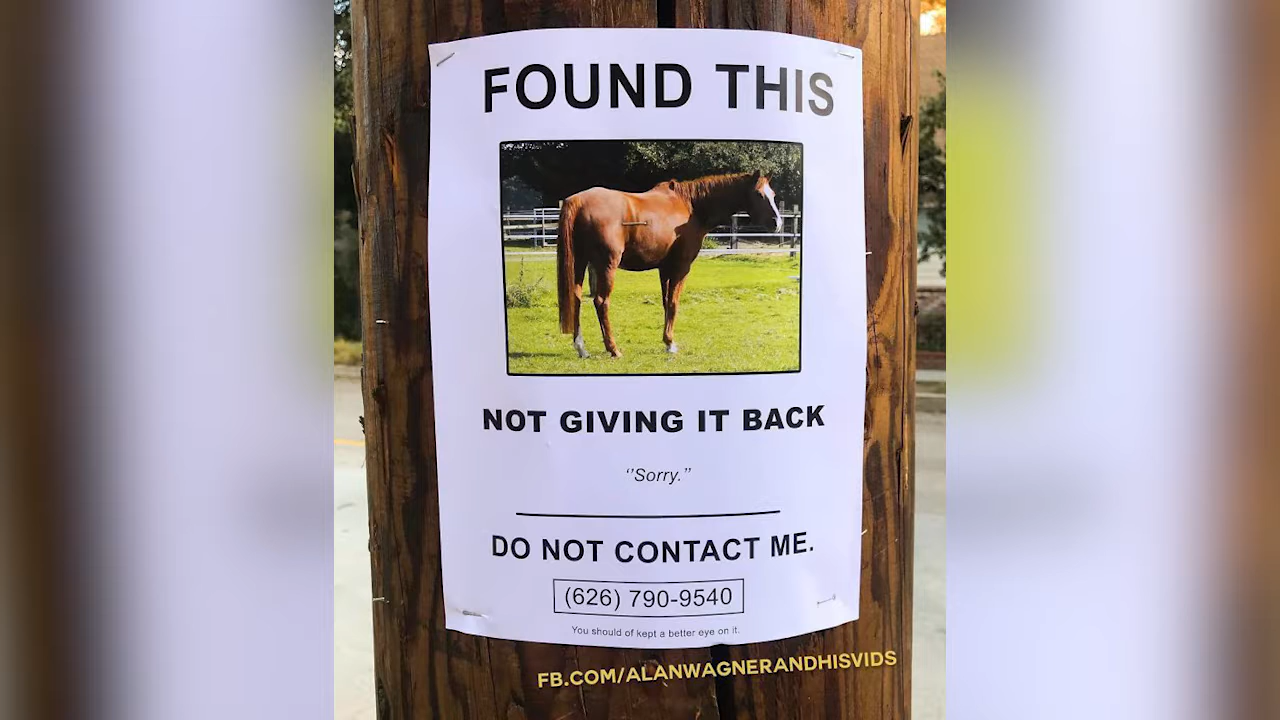 FOUND THIS
NOT GIVING IT BACK
‘’Sorry.’’
DO NOT CONTACT ME.
(626) 790-9540
You should of kept a better eye on it.
FB.COM/ALANWAGNERANDHISVIDS